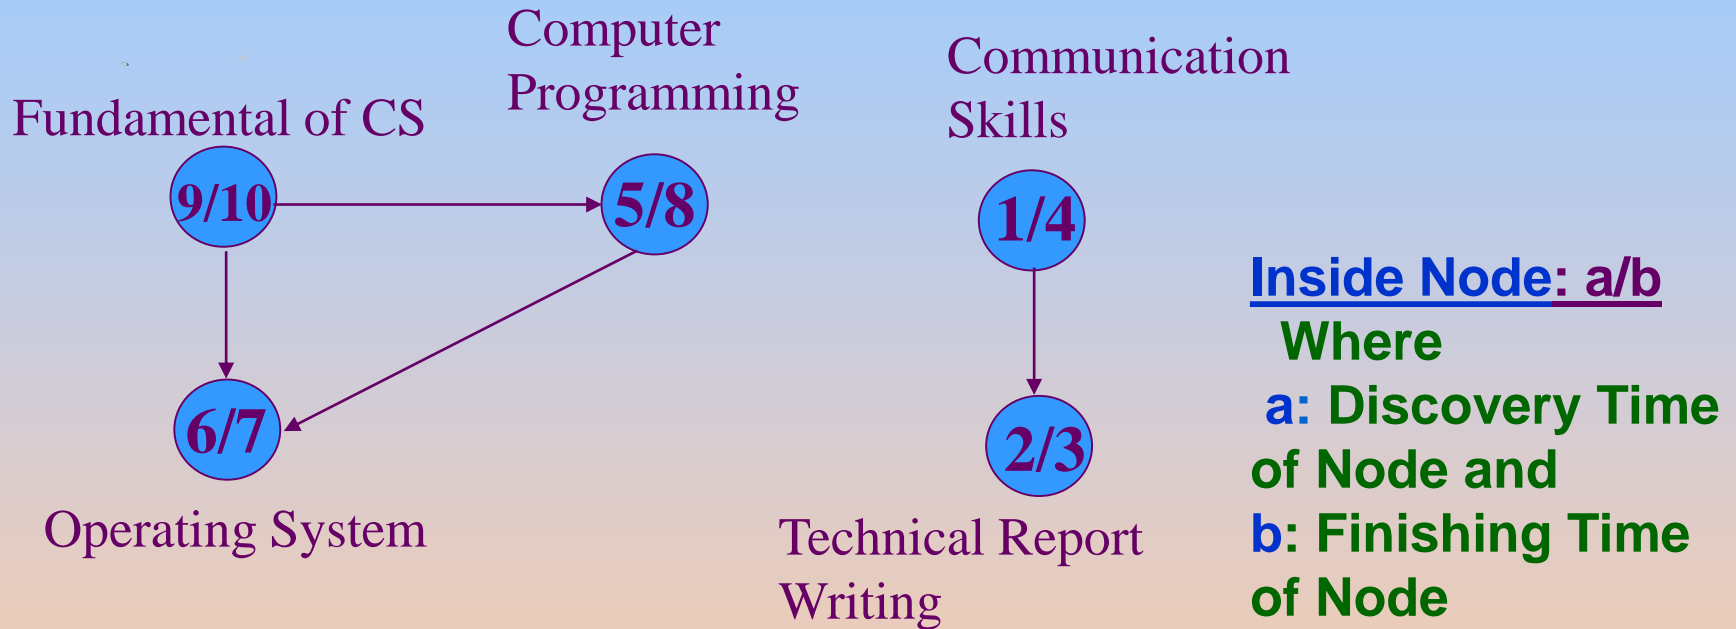 Computer
Programming
Communication
Skills
Fundamental of CS
9/10
5/8
1/4
6/7
2/3
Operating System
Technical Report
Writing
Inside Node: a/b
Where
a: Discovery Time
of Node and
b: Finishing Time
of Node